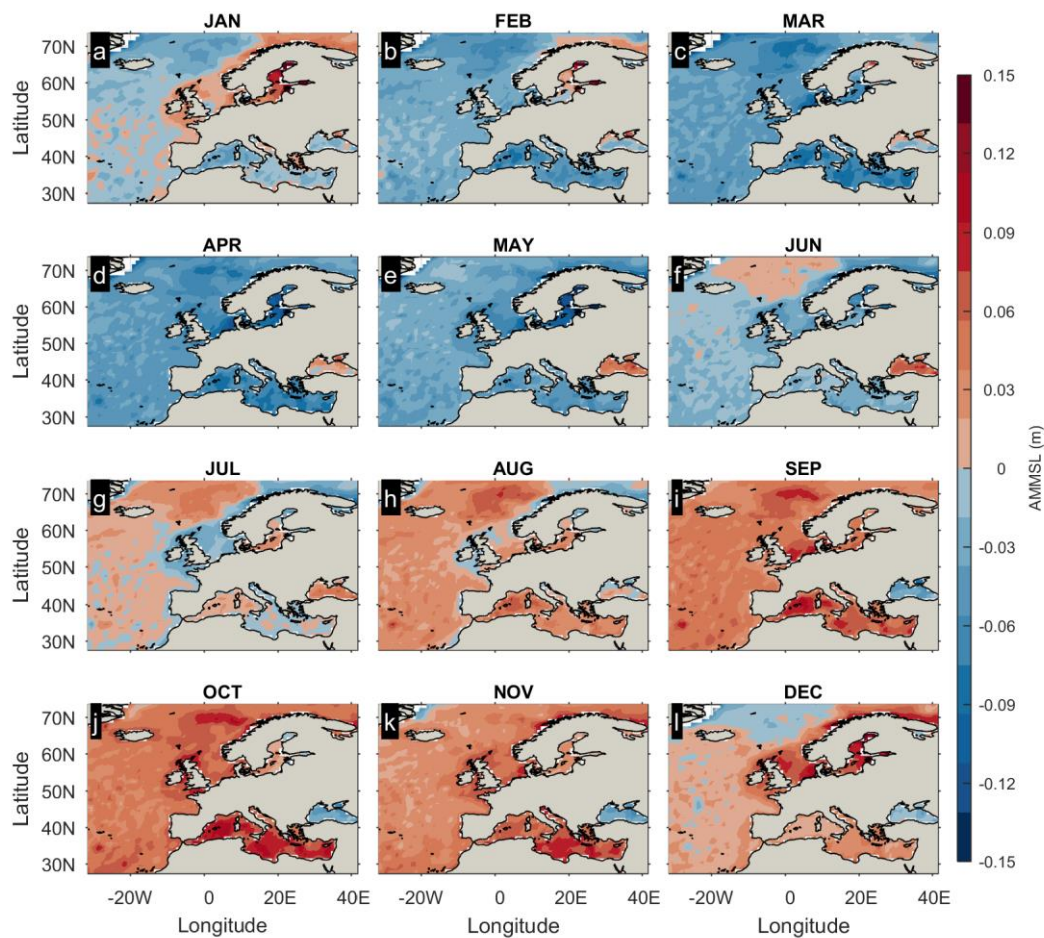 JAN FEB MAR
a b c
70N
60N
50N
40N
30N
Latitude
APR MAY JUN
d e f
70N
60N
50N
40N
30N
Latitude
JUL AUG SEP
g h i
70N
60N
50N
40N
30N
Latitude
OCT NOV DEC
j k l
70N
60N
50N
40N
30N
Latitude
-20W 0 20E 40E -20W 0 20E 40E -20W 0 20E 40E
Longitude Longitude Longitude
0.15
0.12
0.09
0.06
0.03
0
-0.03
-0.06
-0.09
-0.12
-0.15
AMMSL (m)